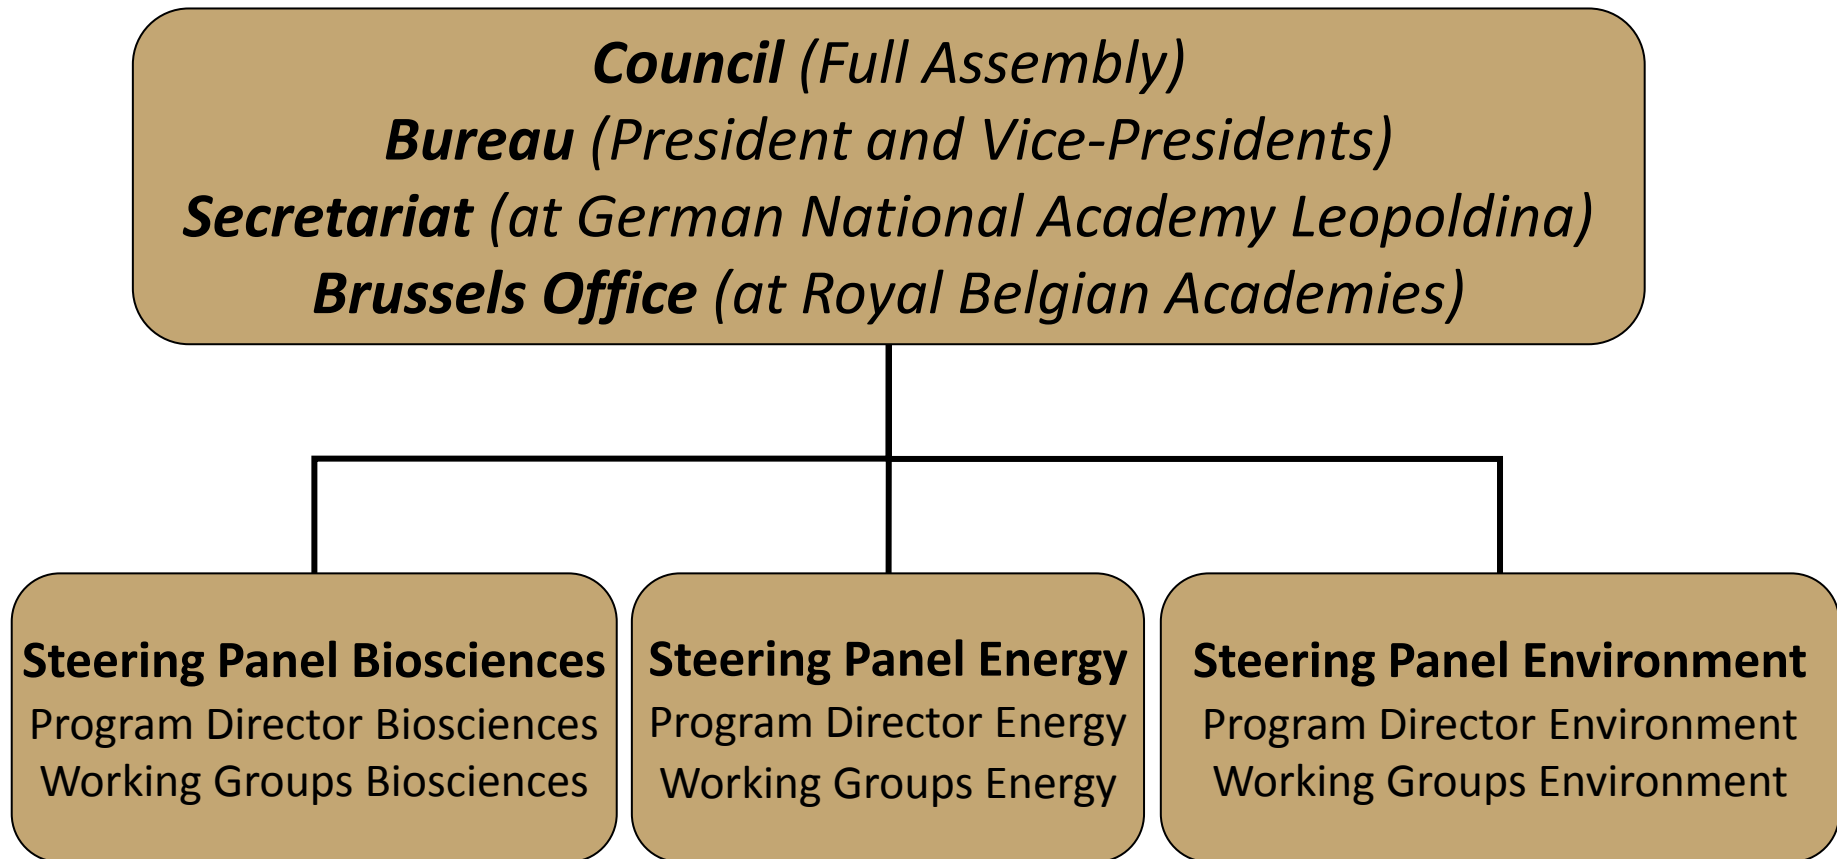 Council (Full Assembly)
Bureau (President and Vice-Presidents)
Secretariat (at German National Academy Leopoldina)
Brussels Office (at Royal Belgian Academies)
Steering Panel Biosciences
Program Director Biosciences
Working Groups Biosciences
Steering Panel Energy
Program Director Energy
Working Groups Energy
Steering Panel Environment
Program Director Environment
Working Groups Environment